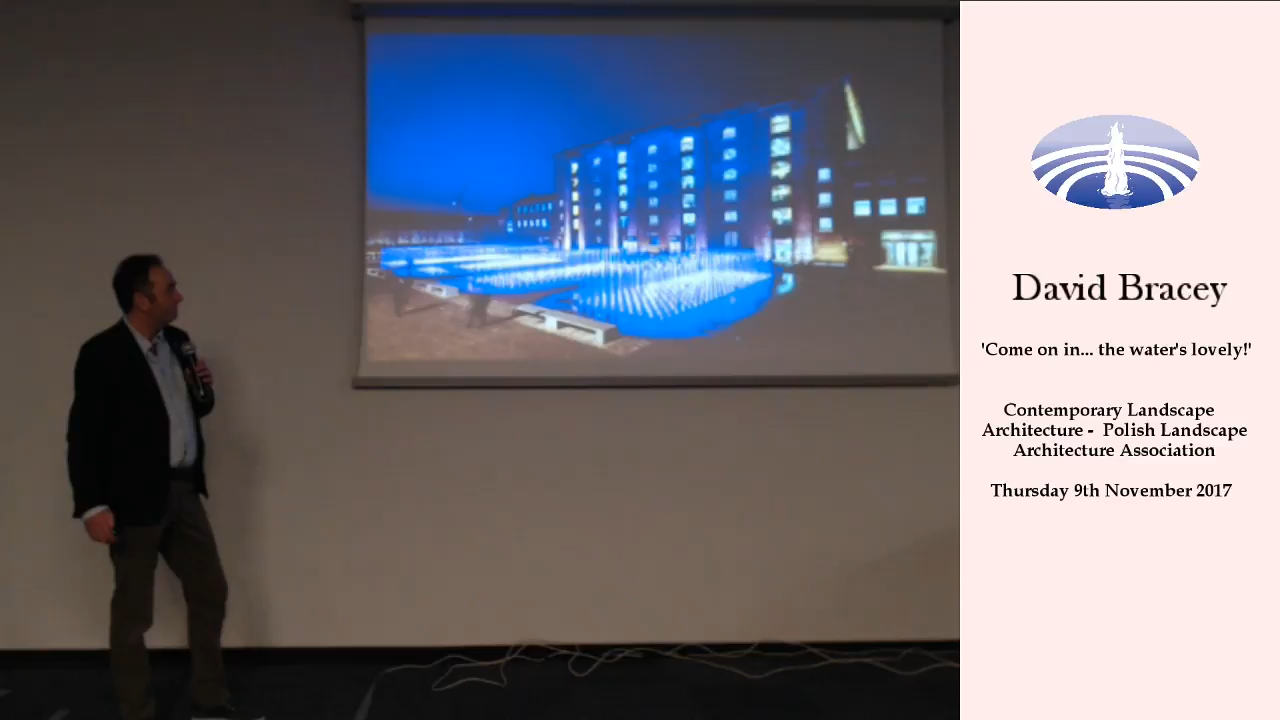 David Bracey
'Come on in... the water's lovely!'
Contemporary Landscape
Architecture - Polish Landscape
Architecture Association
Thursday 9th November 2017